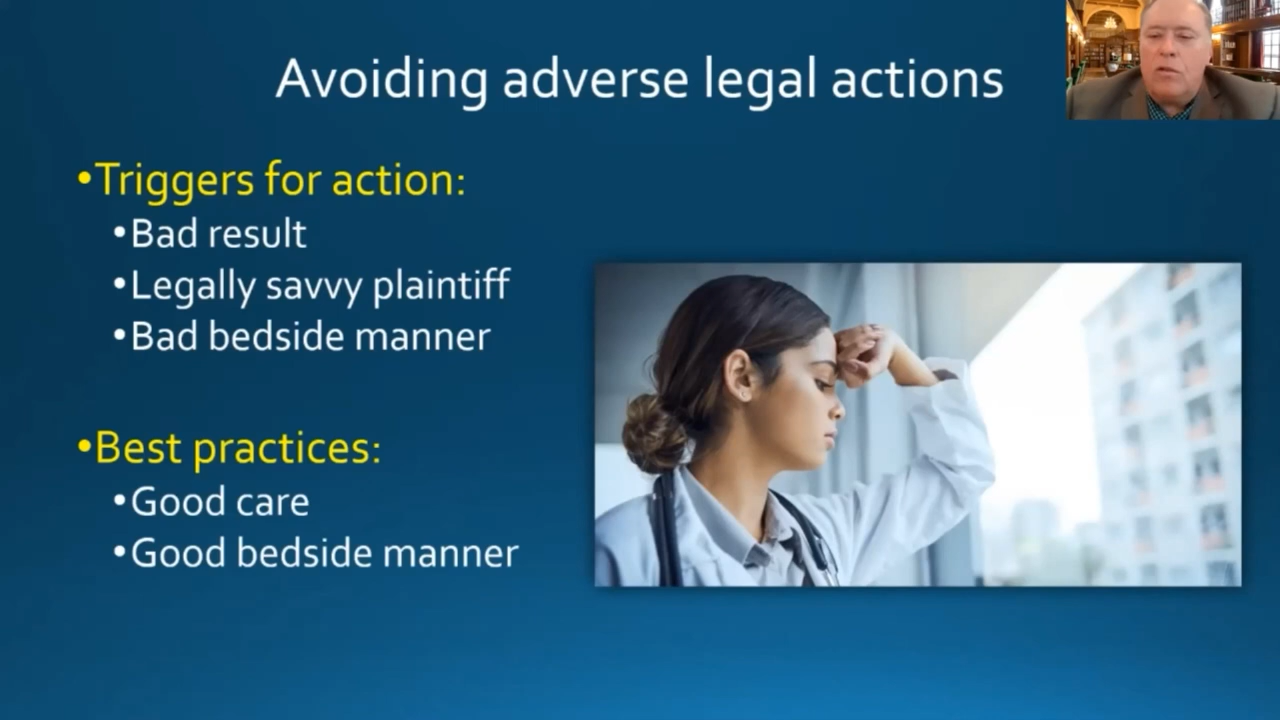 Avoiding adverse legal actions
•Triggers for action:
•Bad result
•Legally savvy plaintiff
•Bad bedside manner
•Best practices:
•Good care
•Good bedside manner